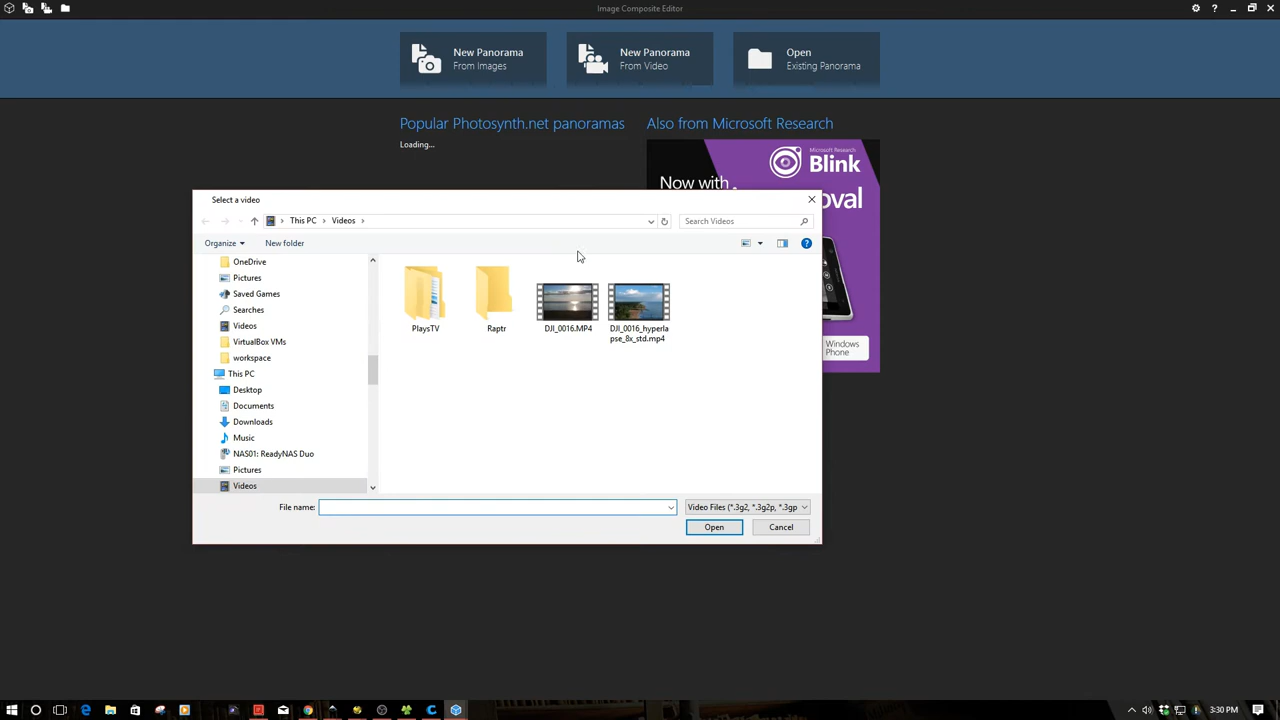 Image Composite Editor
New Panorama
From Images
New Panorama
From Video
Open
Existing Panorama
Popular Photosynth.net panoramas
Loading...
Also from Microsoft Research
Microsoft Research
Blink
Now with
oval
Windows
Phone
Select a video
This PC
Videos
Search Videos
Organize
New folder
OneDrive
Pictures
Saved Games
Searches
Videos
VirtualBox VMs
workspace
This PC
Desktop
Documents
Downloads
Music
NAS01: ReadyNAS Duo
Pictures
Videos
PlaysTV
Raptr
DJI_0016.MP4
DJI_0016_hyperla
pse_8x_std.mp4
File name:
Video Files (*.3g2, *.3g2p, *.3gp
Open
Cancel
3:30 PM